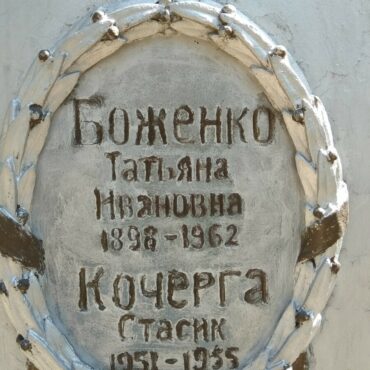 Боженко
Татьяна
Ивановна
1898-1962
Кочерга
Стасик
1951-1955